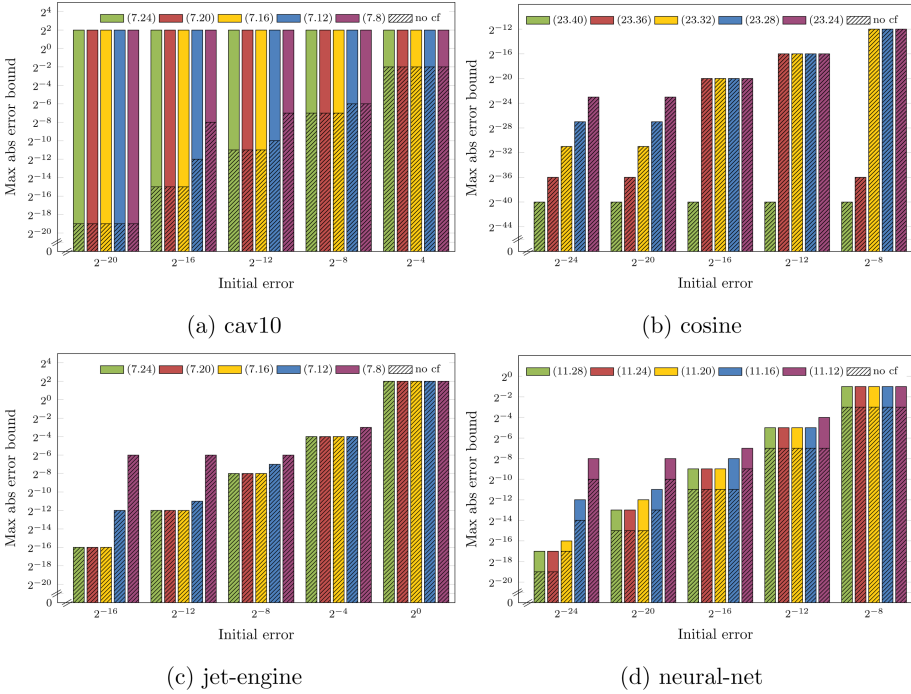 (7.24) (7.20) (7.16) (7.12) (7.8) no cf
Max abs error bound
2^4
2^2
2^0
2^−2
2^−4
2^−6
2^−8
2^−10
2^−12
2^−14
2^−16
2^−18
2^−20
0
2^−20 2^−16 2^−12 2^−8 2^−4
Initial error
(a) cav10
(23.40) (23.36) (23.32) (23.28) (23.24) no cf
Max abs error bound
2^−12
2^−16
2^−20
2^−24
2^−28
2^−32
2^−36
2^−40
2^−44
0
2^−24 2^−20 2^−16 2^−12 2^−8
Initial error
(b) cosine
(7.24) (7.20) (7.16) (7.12) (7.8) no cf
Max abs error bound
2^4
2^2
2^0
2^−2
2^−4
2^−6
2^−8
2^−10
2^−12
2^−14
2^−16
2^−18
2^−20
0
2^−16 2^−12 2^−8 2^−4 2^0
Initial error
(c) jet-engine
(11.28) (11.24) (11.20) (11.16) (11.12) no cf
Max abs error bound
2^0
2^−2
2^−4
2^−6
2^−8
2^−10
2^−12
2^−14
2^−16
2^−18
2^−20
0
2^−24 2^−20 2^−16 2^−12 2^−8
Initial error
(d) neural-net